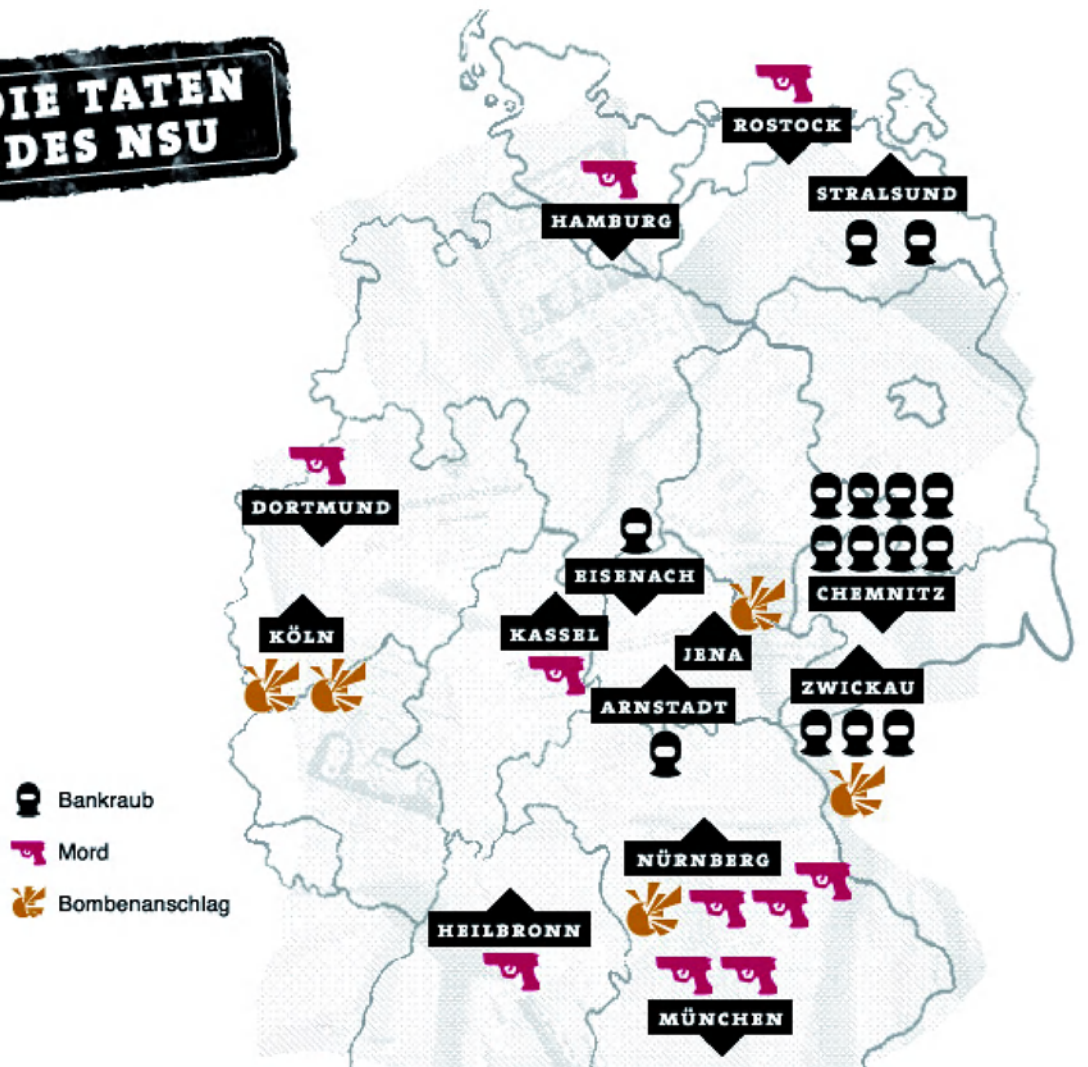 DIE TATEN
DES NSU
ROSTOCK
STRALSUND
HAMBURG
DORTMUND
EISENACH
CHEMNITZ
KÖLN
KASSEL
JENA
ZWICKAU
ARNSTADT
Bankraub
Mord
Bombenanschlag
NÜRNBERG
HEILBRONN
MÜNCHEN